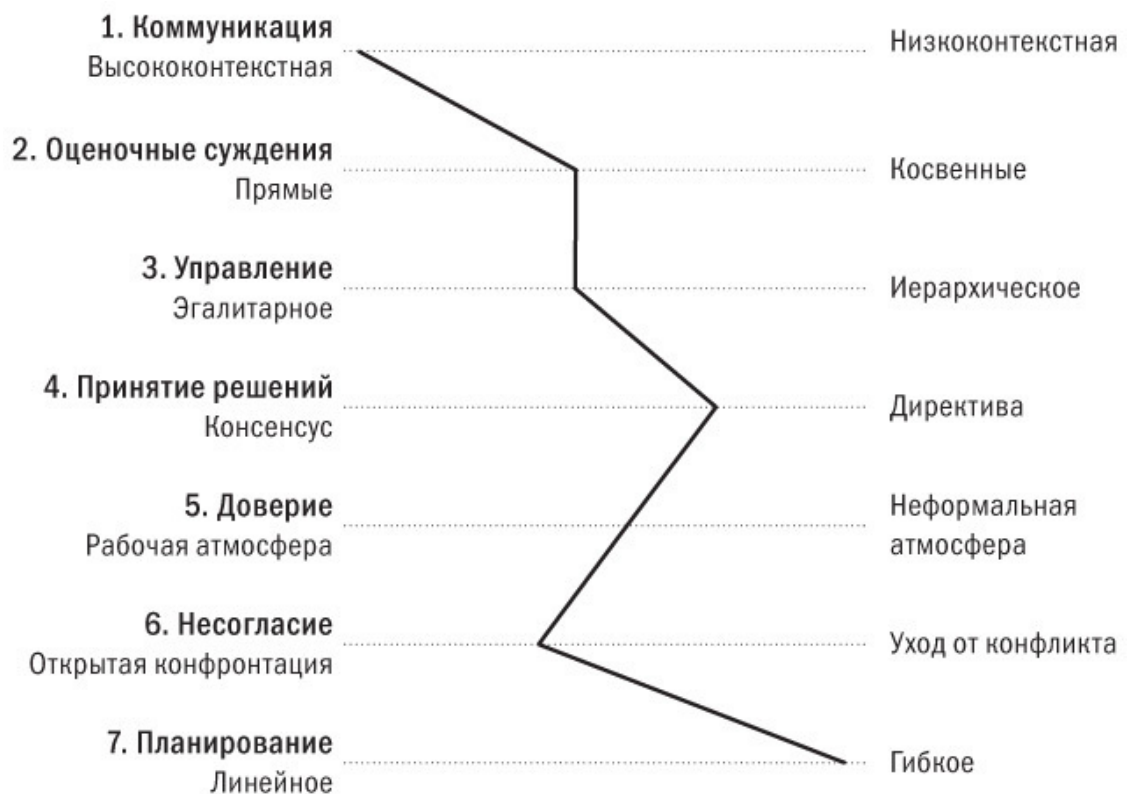 1. Коммуникация
Высококонтекстная
Низкоконтекстная
2. Оценочные суждения
Прямые
Косвенные
3. Управление
Эгалитарное
Иерархическое
4. Принятие решений
Консенсус
Директива
5. Доверие
Рабочая атмосфера
Неформальная
атмосфера
6. Несогласие
Открытая конфронтация
Уход от конфликта
7. Планирование
Линейное
Гибкое